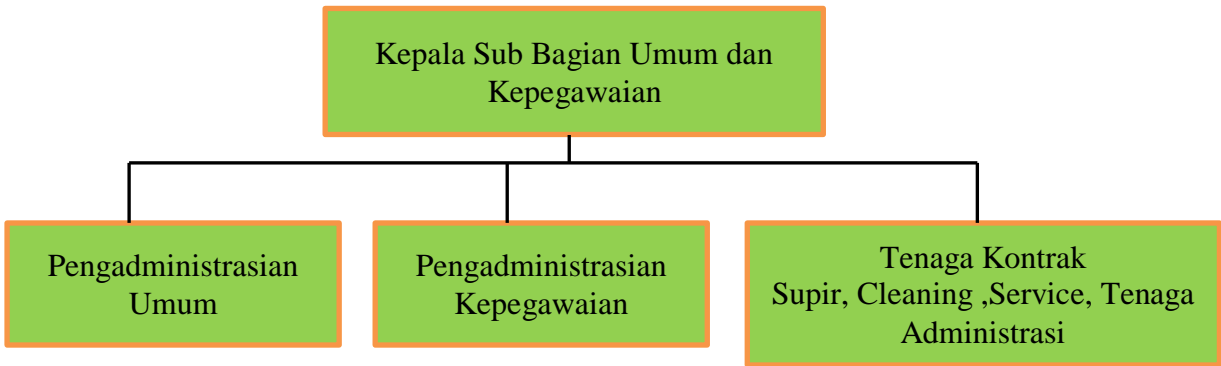 Kepala Sub Bagian Umum dan
Kepegawaian
Pengadministrasian
Umum
Pengadministrasian
Kepegawaian
Tenaga Kontrak
Supir, Cleaning ,Service, Tenaga
Administrasi